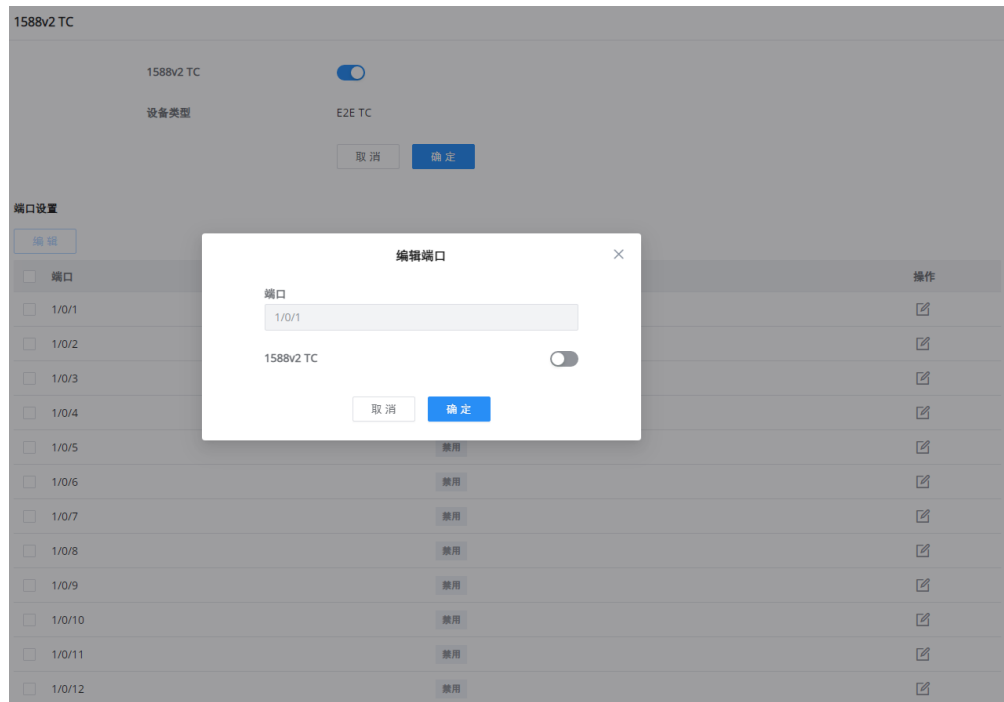 1588v2 TC
1588v2 TC
设备类型 E2E TC
取消 确定
端口设置
编辑
端口 操作
1/0/1
1/0/2
1/0/3
1/0/4
1/0/5 禁用
1/0/6 禁用
1/0/7 禁用
1/0/8 禁用
1/0/9 禁用
1/0/10 禁用
1/0/11 禁用
1/0/12 禁用
编辑端口
端口
1/0/1
1588v2 TC
取消 确定